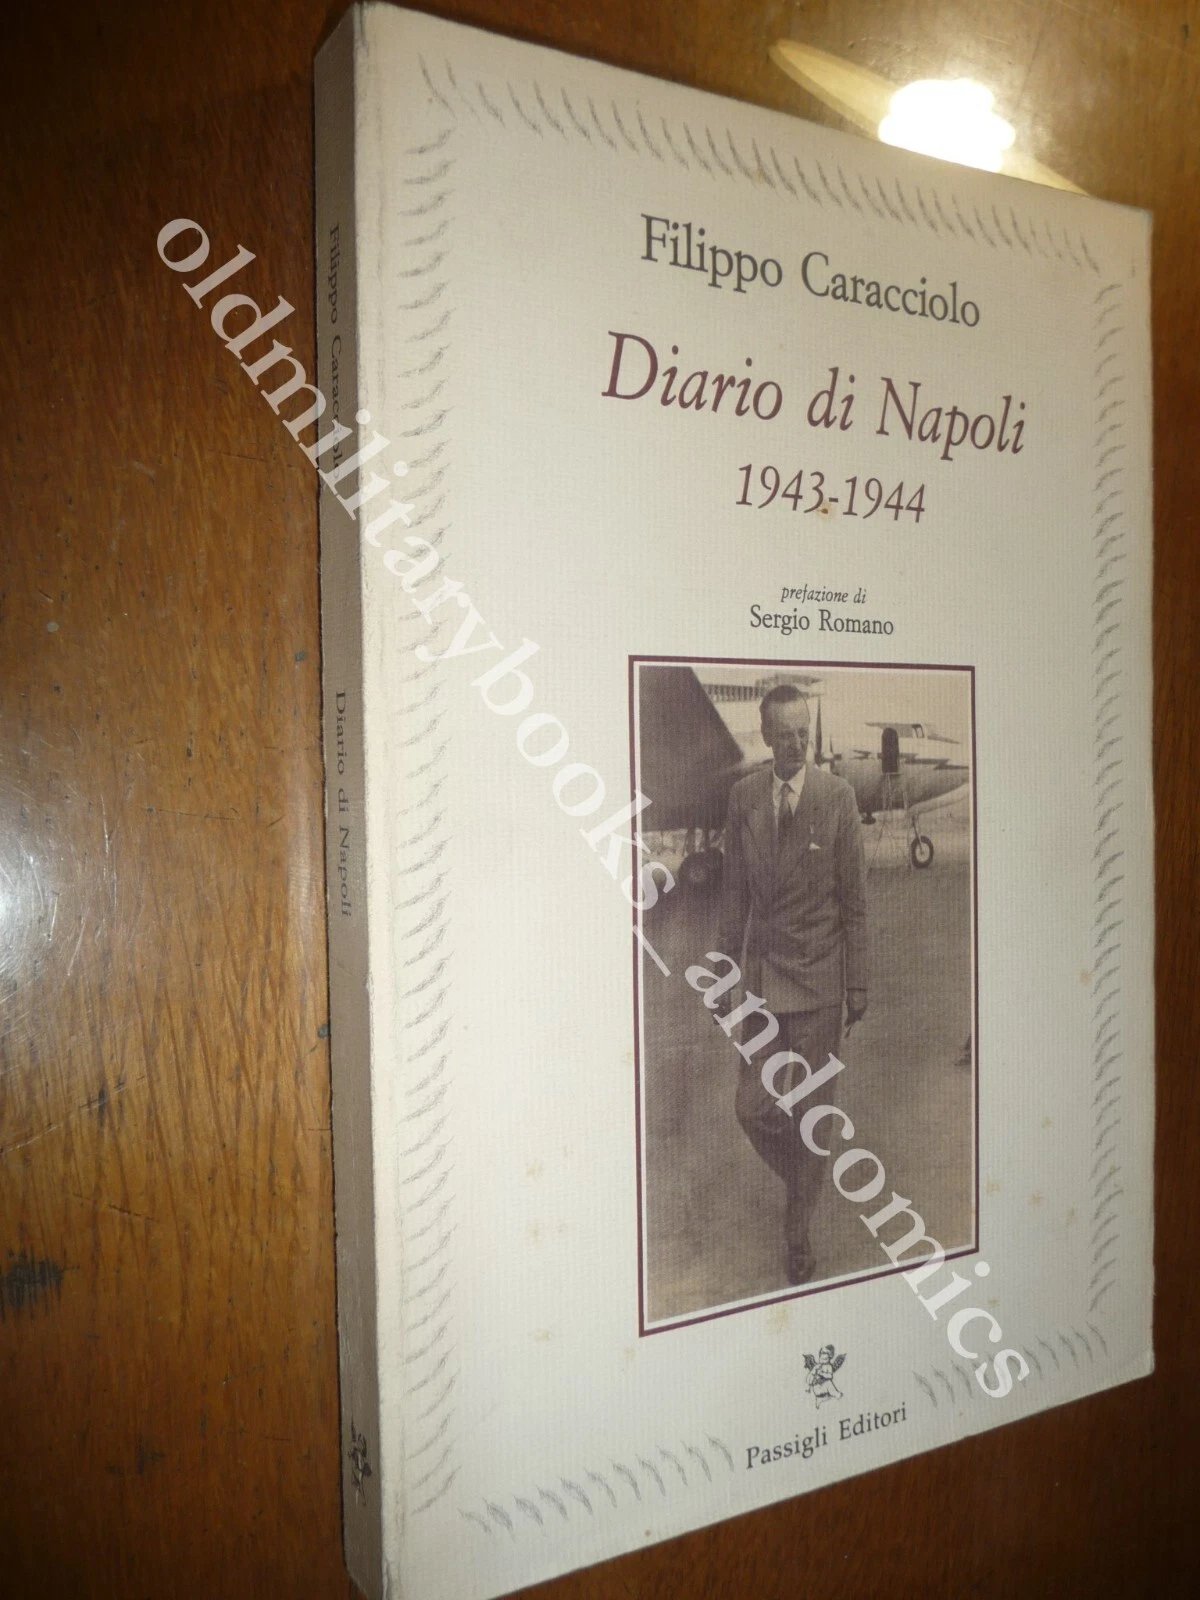 Filippo Caracciolo
Diario di Napoli
1943-1944
prefazione di
Sergio Romano
Passigli Editori
Filippo Caracciolo
Diario di Napoli
oldmilitarybooks_andcomics